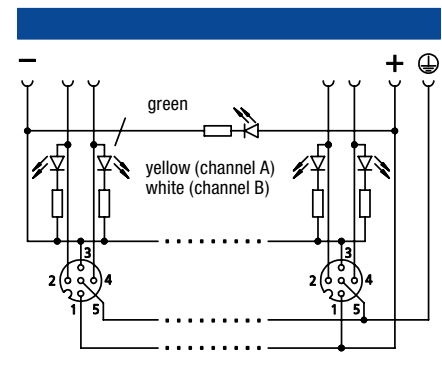 − +
green
yellow (channel A)
white (channel B)
3 3
2 4 2 4
1 5 1 5